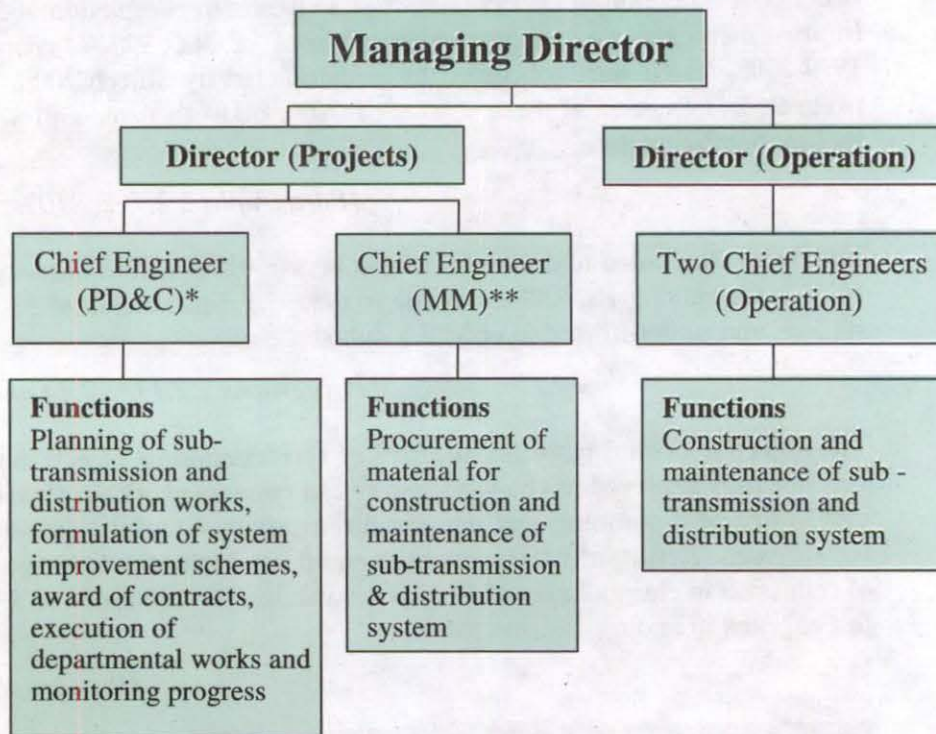 Managing Director
Director (Projects)
Director (Operation)
Chief Engineer
(PD&C)*
Chief Engineer
(MM)**
Two Chief Engineers
(Operation)
Functions
Planning of sub-
transmission and
distribution works,
formulation of system
improvement schemes,
award of contracts,
execution of
departmental works and
monitoring progress
Functions
Procurement of
material for
construction and
maintenance of
sub-transmission
& distribution
system
Functions
Construction and
maintenance of sub -
transmission and
distribution system